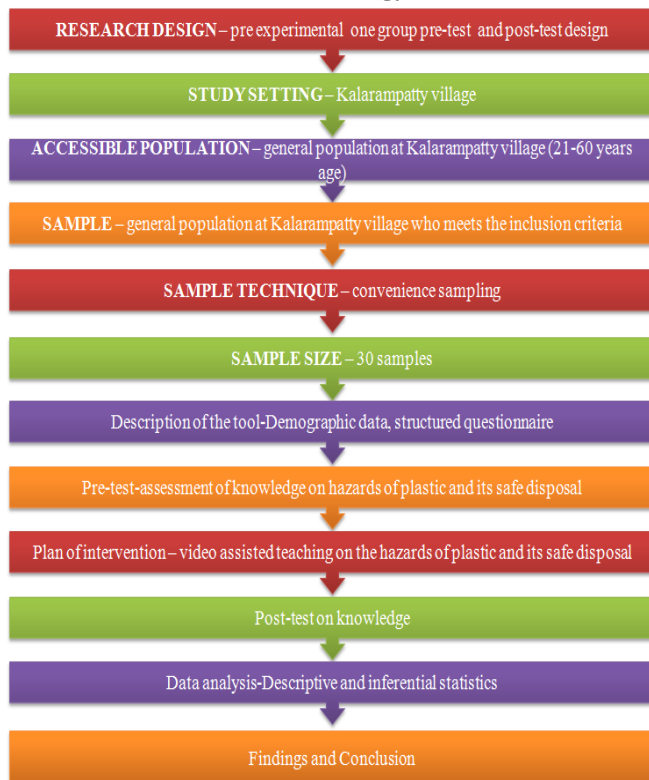 RESEARCH DESIGN – pre experimental one group pre-test and post-test design
STUDY SETTING – Kalarampatty village
ACCESSIBLE POPULATION – general population at Kalarampatty village (21-60 years
age)
SAMPLE – general population at Kalarampatty village who meets the inclusion criteria
SAMPLE TECHNIQUE – convenience sampling
SAMPLE SIZE – 30 samples
Description of the tool-Demographic data, structured questionnaire
Pre-test-assessment of knowledge on hazards of plastic and its safe disposal
Plan of intervention – video assisted teaching on the hazards of plastic and its safe disposal
Post-test on knowledge
Data analysis-Descriptive and inferential statistics
Findings and Conclusion